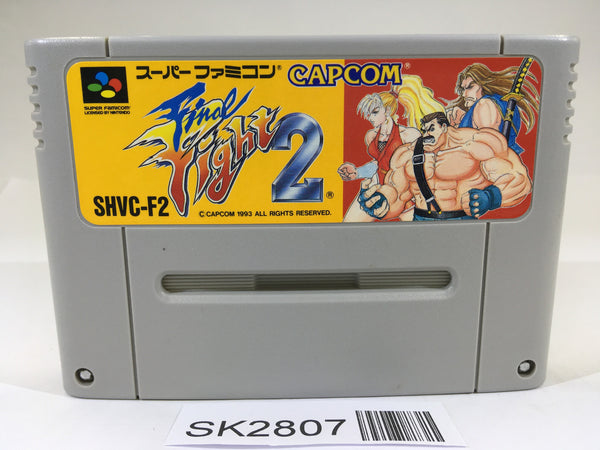 スーパーファミコン®
CAPCOM®
SUPER FAMICOM
LICENSED BY NINTENDO
Final
Fight
2®
SHVC-F2
©CAPCOM 1993 ALL RIGHTS RESERVED.
SK2807